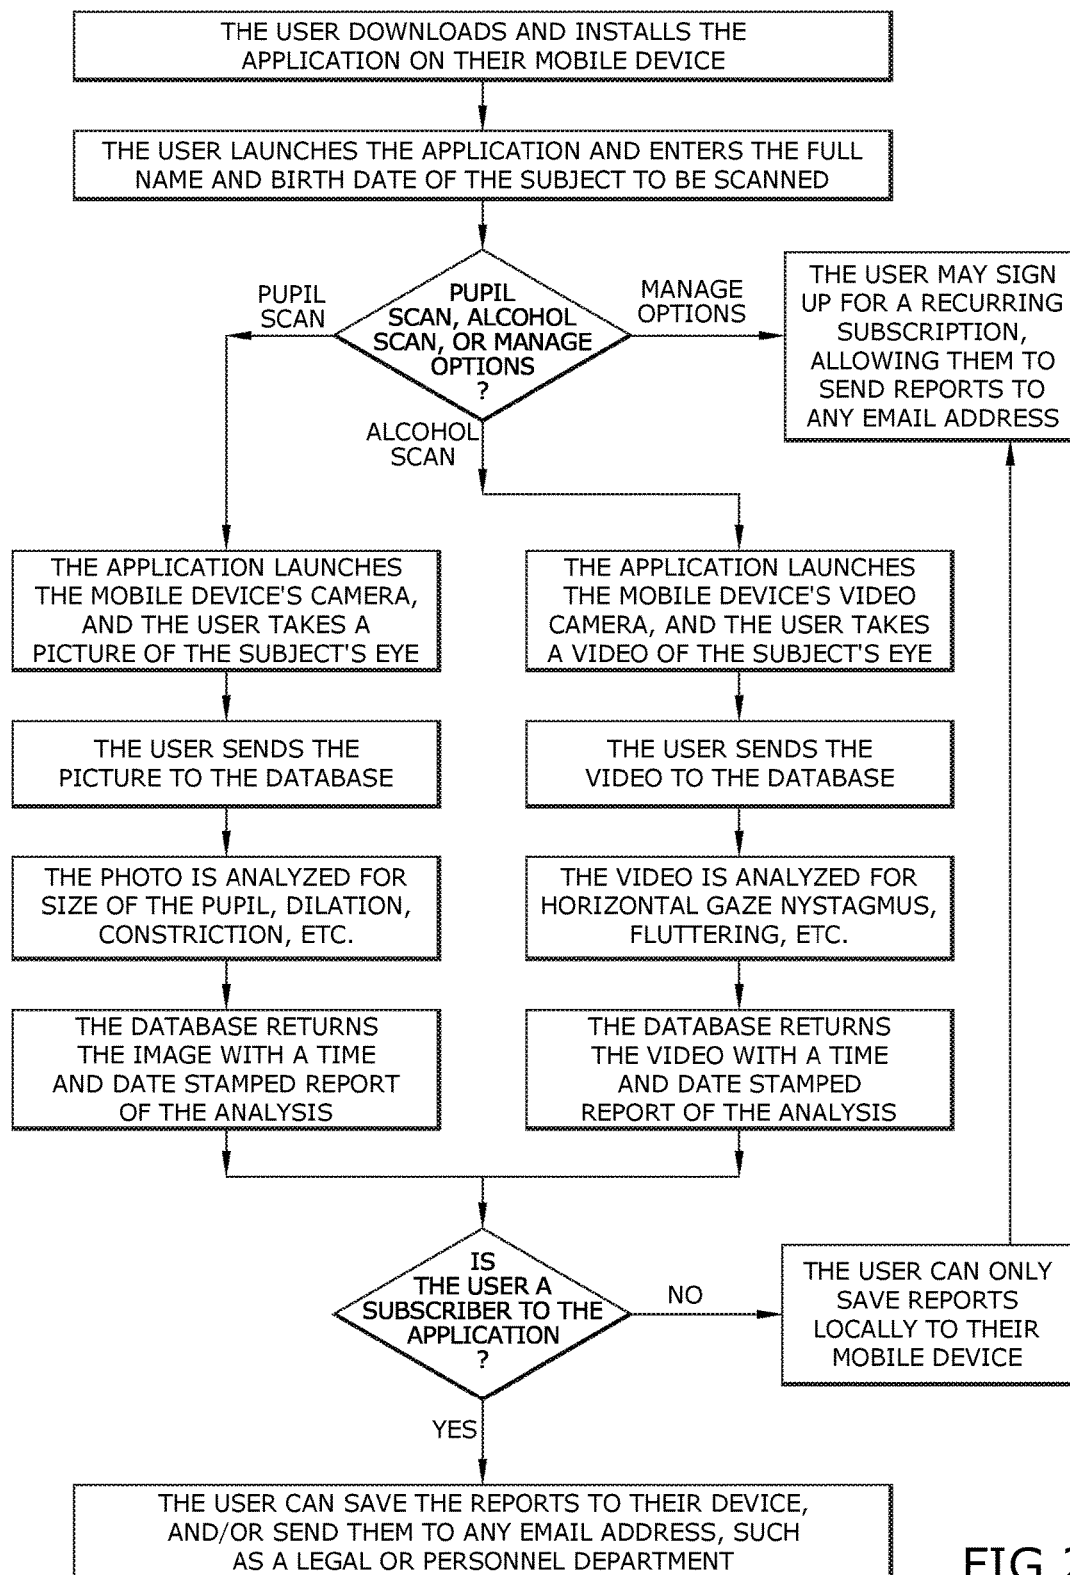 THE USER DOWNLOADS AND INSTALLS THE
APPLICATION ON THEIR MOBILE DEVICE
THE USER LAUNCHES THE APPLICATION AND ENTERS THE FULL
NAME AND BIRTH DATE OF THE SUBJECT TO BE SCANNED
PUPIL
SCAN, ALCOHOL
SCAN, OR MANAGE
OPTIONS
?
PUPIL
SCAN
MANAGE
OPTIONS
ALCOHOL
SCAN
THE USER MAY SIGN
UP FOR A RECURRING
SUBSCRIPTION,
ALLOWING THEM TO
SEND REPORTS TO
ANY EMAIL ADDRESS
THE APPLICATION LAUNCHES
THE MOBILE DEVICE'S CAMERA,
AND THE USER TAKES A
PICTURE OF THE SUBJECT'S EYE
THE USER SENDS THE
PICTURE TO THE DATABASE
THE PHOTO IS ANALYZED FOR
SIZE OF THE PUPIL, DILATION,
CONSTRICTION, ETC.
THE DATABASE RETURNS
THE IMAGE WITH A TIME
AND DATE STAMPED REPORT
OF THE ANALYSIS
THE APPLICATION LAUNCHES
THE MOBILE DEVICE'S VIDEO
CAMERA, AND THE USER TAKES
A VIDEO OF THE SUBJECT'S EYE
THE USER SENDS THE
VIDEO TO THE DATABASE
THE VIDEO IS ANALYZED FOR
HORIZONTAL GAZE NYSTAGMUS,
FLUTTERING, ETC.
THE DATABASE RETURNS
THE VIDEO WITH A TIME
AND DATE STAMPED
REPORT OF THE ANALYSIS
IS
THE USER A
SUBSCRIBER TO THE
APPLICATION
?
NO
THE USER CAN ONLY
SAVE REPORTS
LOCALLY TO THEIR
MOBILE DEVICE
YES
THE USER CAN SAVE THE REPORTS TO THEIR DEVICE,
AND/OR SEND THEM TO ANY EMAIL ADDRESS, SUCH
AS A LEGAL OR PERSONNEL DEPARTMENT
FIG.2